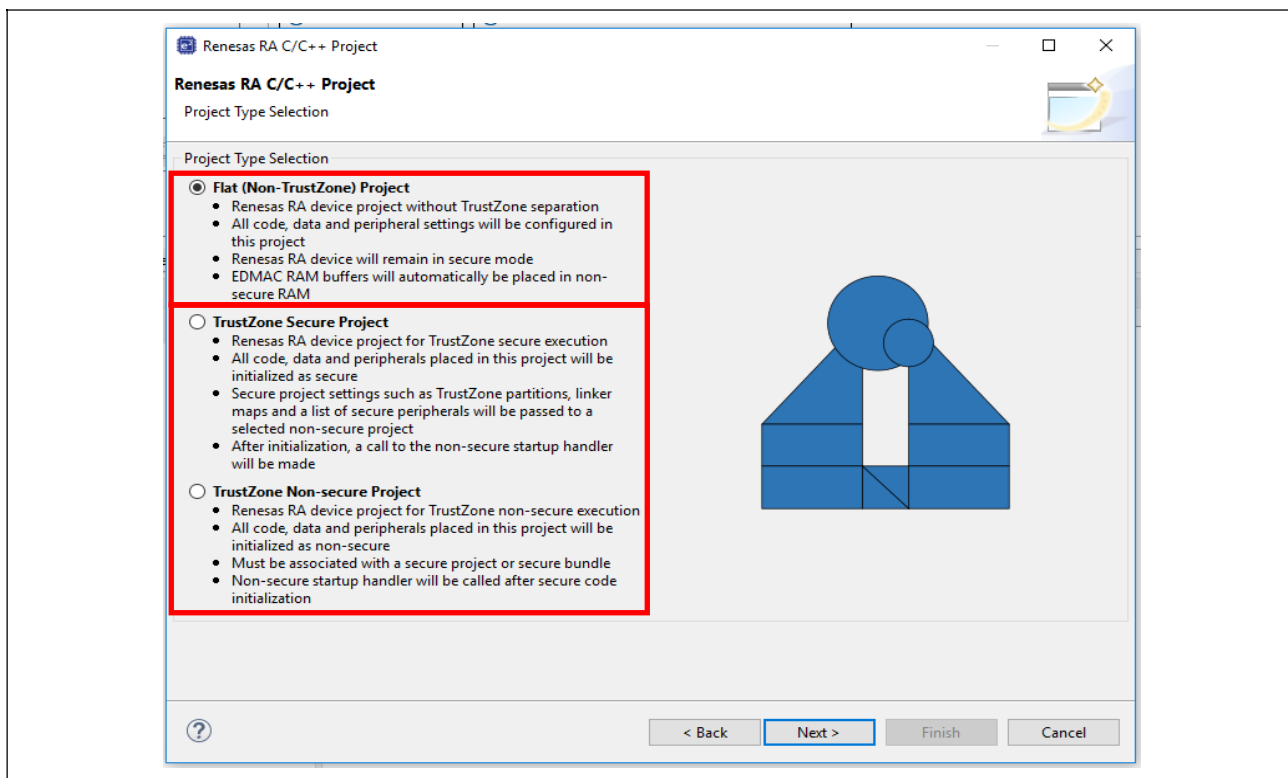 Renesas RA C/C++ Project
Renesas RA C/C++ Project
Project Type Selection
Project Type Selection
Flat (Non-TrustZone) Project
• Renesas RA device project without TrustZone separation
• All code, data and peripheral settings will be configured in
this project
• Renesas RA device will remain in secure mode
• EDMAC RAM buffers will automatically be placed in non-
secure RAM
TrustZone Secure Project
• Renesas RA device project for TrustZone secure execution
• All code, data and peripherals placed in this project will be
initialized as secure
• Secure project settings such as TrustZone partitions, linker
maps and a list of secure peripherals will be passed to a
selected non-secure project
• After initialization, a call to the non-secure startup handler
will be made
TrustZone Non-secure Project
• Renesas RA device project for TrustZone non-secure execution
• All code, data and peripherals placed in this project will be
initialized as non-secure
• Must be associated with a secure project or secure bundle
• Non-secure startup handler will be called after secure code
initialization
?
< Back Next > Finish Cancel